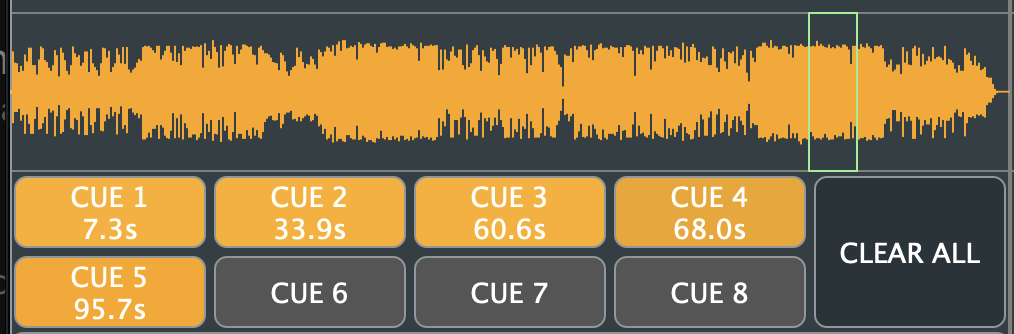 CUE 1
7.3s
CUE 2
33.9s
CUE 3
60.6s
CUE 4
68.0s
CLEAR ALL
CUE 5
95.7s
CUE 6
CUE 7
CUE 8